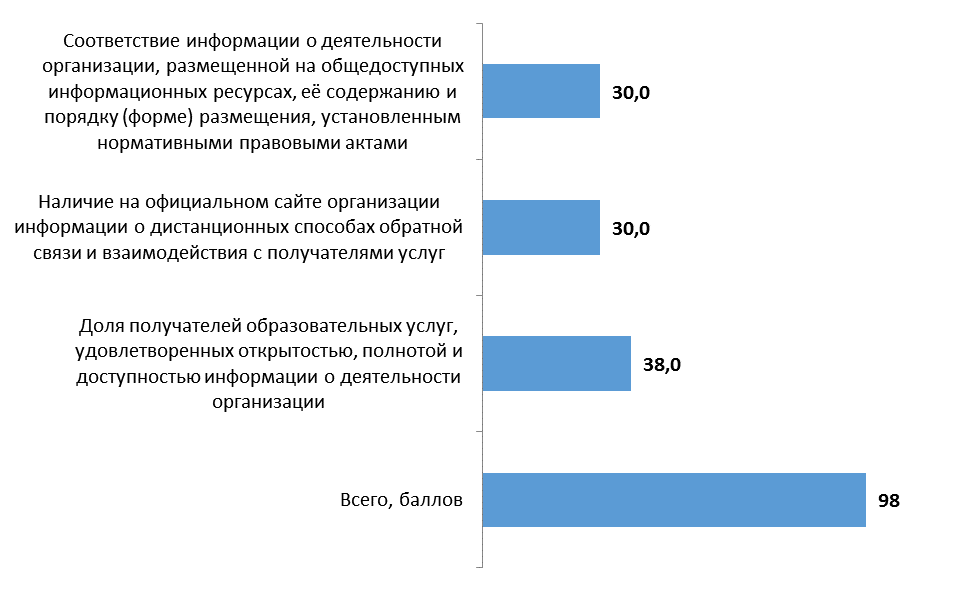 Соответствие информации о деятельности
организации, размещенной на общедоступных
информационных ресурсах, её содержанию и
порядку (форме) размещения, установленным
нормативными правовыми актами
30,0
Наличие на официальном сайте организации
информации о дистанционных способах обратной
связи и взаимодействия с получателями услуг
30,0
Доля получателей образовательных услуг,
удовлетворенных открытостью, полнотой и
доступностью информации о деятельности
организации
38,0
Всего, баллов
98